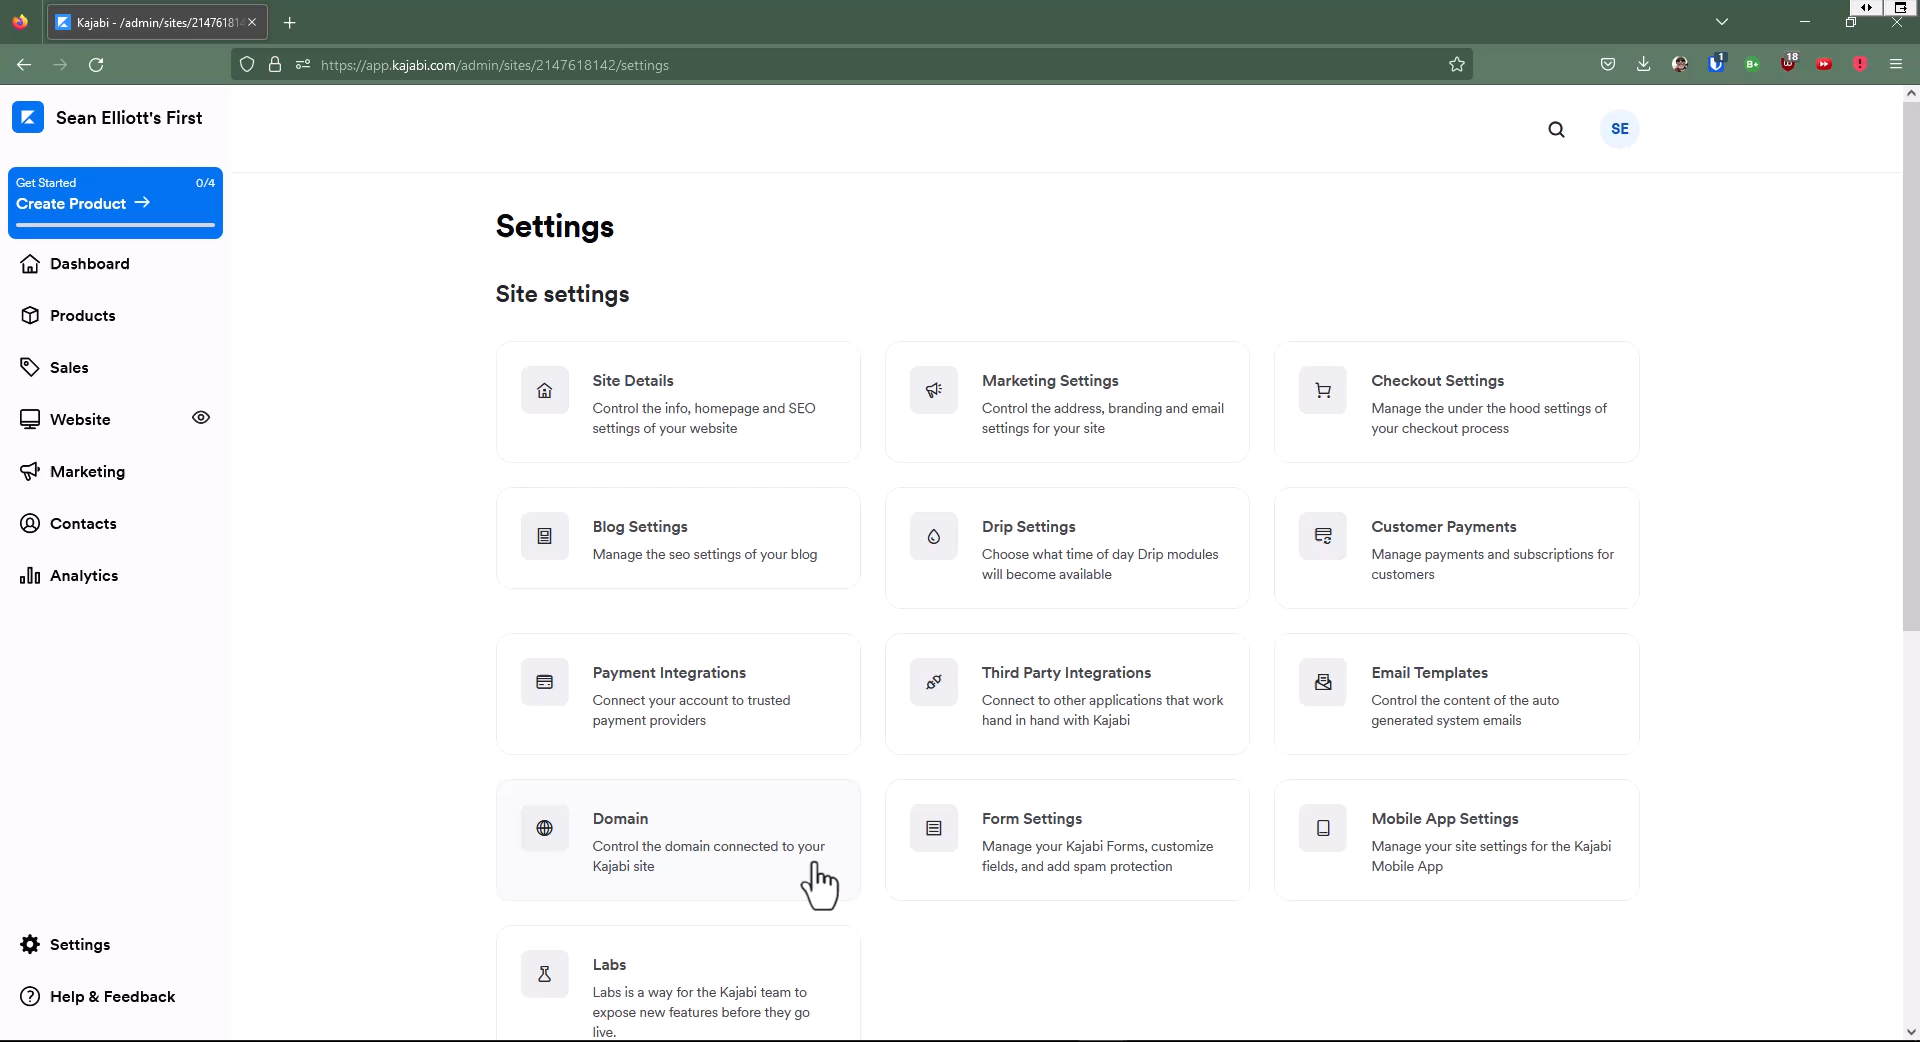 Kajabi - /admin/sites/21476181
https://app.kajabi.com/admin/sites/2147618142/settings
1
B+
18
Sean Elliott's First
SE
Get Started 0/4
Create Product →
Dashboard
Products
Sales
Website
Marketing
Contacts
Analytics
Settings
Help & Feedback
Settings
Site settings
Site Details
Control the info, homepage and SEO
settings of your website
Marketing Settings
Control the address, branding and email
settings for your site
Checkout Settings
Manage the under the hood settings of
your checkout process
Blog Settings
Manage the seo settings of your blog
Drip Settings
Choose what time of day Drip modules
will become available
Customer Payments
Manage payments and subscriptions for
customers
Payment Integrations
Connect your account to trusted
payment providers
Third Party Integrations
Connect to other applications that work
hand in hand with Kajabi
Email Templates
Control the content of the auto
generated system emails
Domain
Control the domain connected to your
Kajabi site
Form Settings
Manage your Kajabi Forms, customize
fields, and add spam protection
Mobile App Settings
Manage your site settings for the Kajabi
Mobile App
Labs
Labs is a way for the Kajabi team to
expose new features before they go
live.